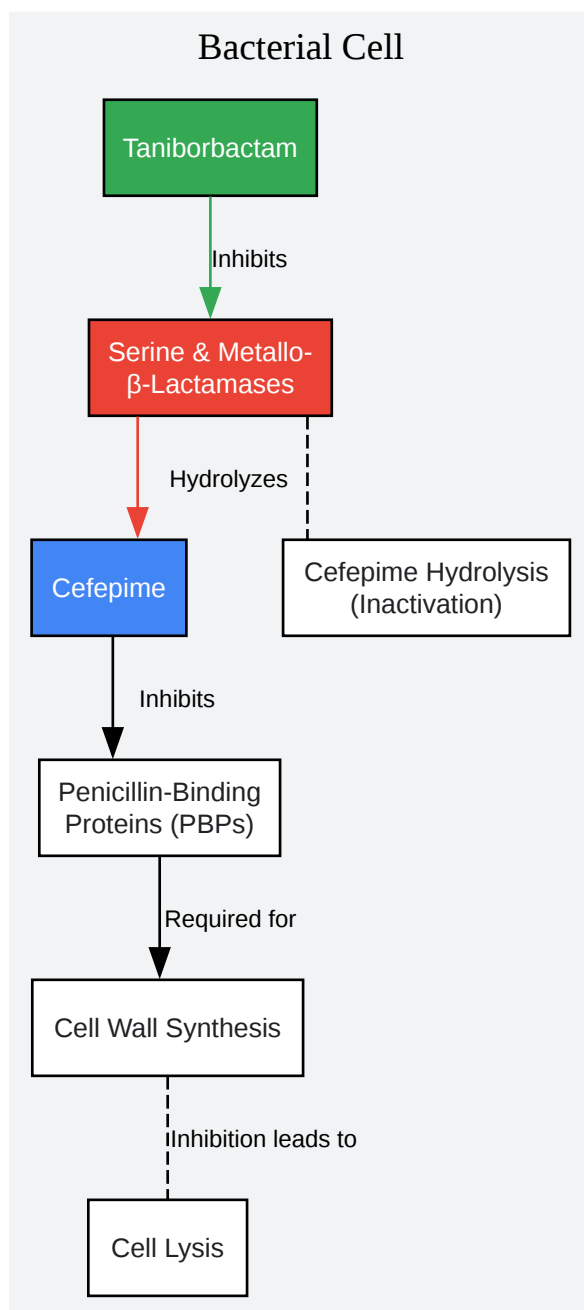 Bacterial Cell
Taniborbactam
Inhibits
Serine & Metallo-
β-Lactamases
Hydrolyzes
Cefepime
Cefepime Hydrolysis
(Inactivation)
Inhibits
Penicillin-Binding
Proteins (PBPs)
Required for
Cell Wall Synthesis
Inhibition leads to
Cell Lysis